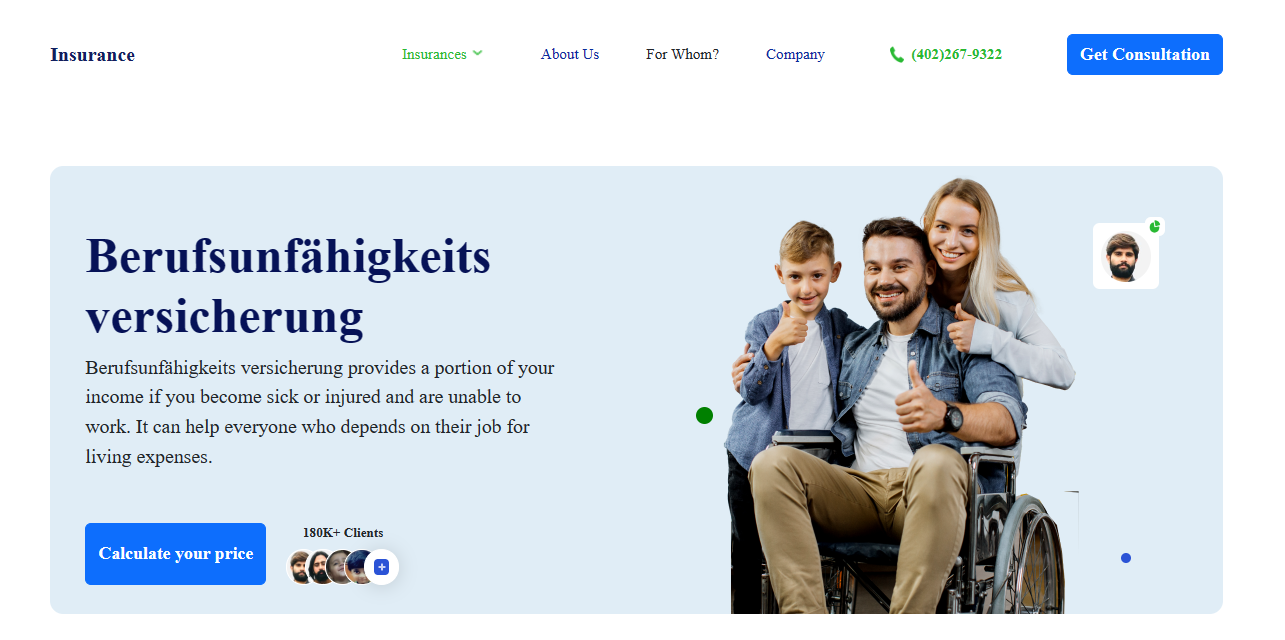 Insurance
Insurances
About Us
For Whom?
Company
(402)267-9322
Get Consultation
Berufsunfähigkeits
versicherung
Berufsunfähigkeits versicherung provides a portion of your
income if you become sick or injured and are unable to
work. It can help everyone who depends on their job for
living expenses.
Calculate your price
180K+ Clients